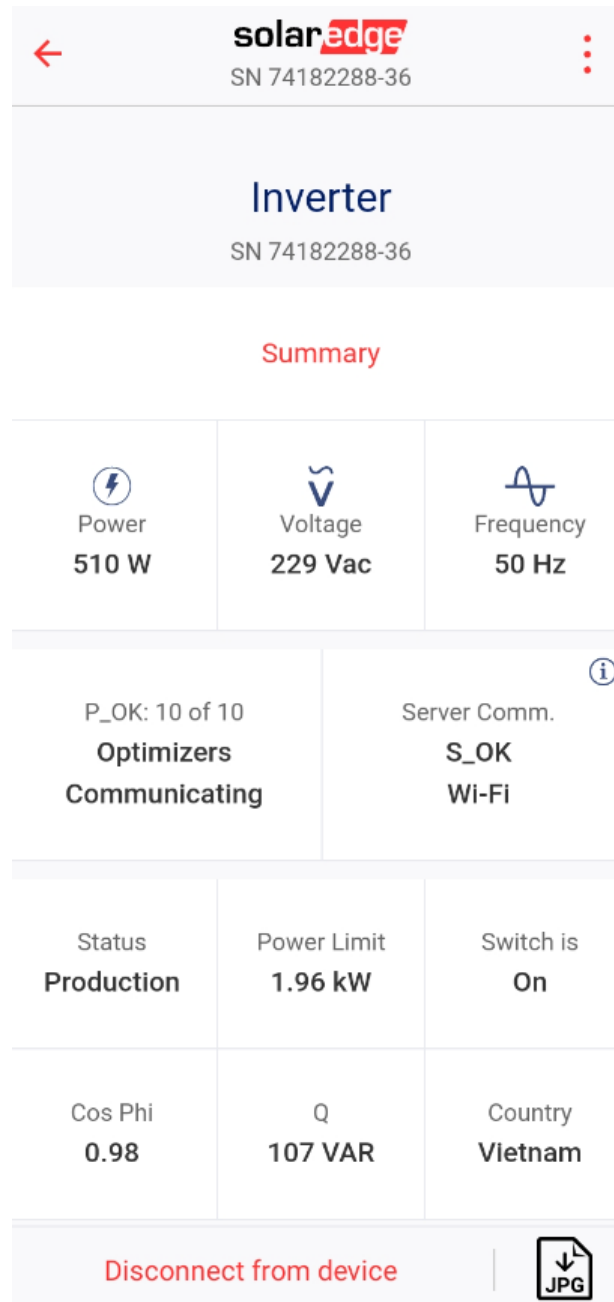 solaredge
SN 74182288-36
Inverter
SN 74182288-36
Summary
Power
510 W
Voltage
229 Vac
Frequency
50 Hz
P_OK: 10 of 10
Optimizers
Communicating
Server Comm.
S_OK
Wi-Fi
Status
Production
Power Limit
1.96 kW
Switch is
On
Cos Phi
0.98
Q
107 VAR
Country
Vietnam
Disconnect from device
JPG